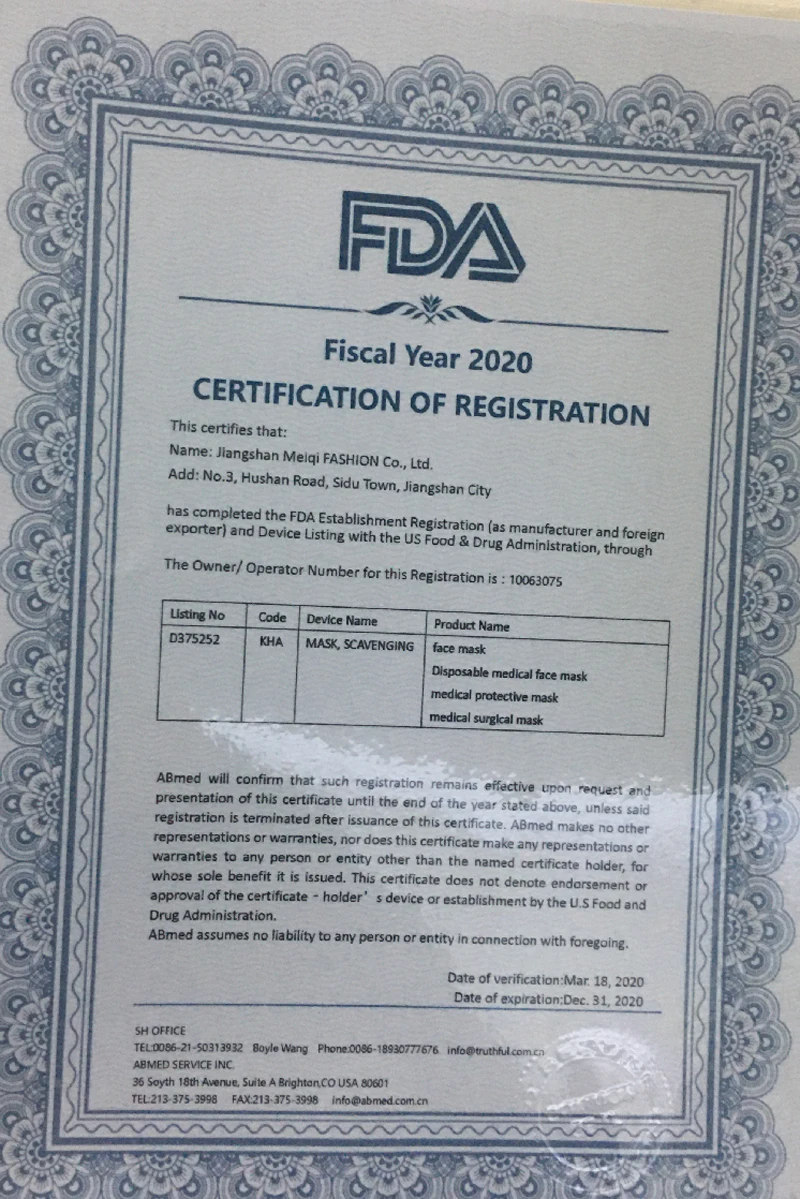 FDA
Fiscal Year 2020
CERTIFICATION OF REGISTRATION
This certifies that:
Name: Jiangshan Meiqi FASHION Co., Ltd.
Add: No.3, Hushan Road, Sidu Town, Jiangshan City
has completed the FDA Establishment Registration (as manufacturer and foreign
exporter) and Device Listing with the US Food & Drug Administration, through
The Owner/ Operator Number for this Registration is : 10063075
Listing No Code Device Name Product Name
D375252 KHA MASK, SCAVENGING face mask
Disposable medical face mask
medical protective mask
medical surgical mask
ABmed will confirm that such registration remains effective upon request and
presentation of this certificate until the end of the year stated above, unless said
registration is terminated after issuance of this certificate. ABmed makes no other
representations or warranties, nor does this certificate make any representations or
warranties to any person or entity other than the named certificate holder, for
whose sole benefit it is issued. This certificate does not denote endorsement or
approval of the certificate - holder' s device or establishment by the U.S Food and
Drug Administration.
ABmed assumes no liability to any person or entity in connection with foregoing.
Date of verification:Mar. 18, 2020
Date of expiration:Dec. 31, 2020
SH OFFICE
TEL:0086-21-50313932 Boyle Wang Phone:0086-18930777676 info@truthful.com.cn
ABMED SERVICE INC.
36 Soyth 18th Avenue, Suite A Brighton,CO USA 80601
TEL:213-375-3998 FAX:213-375-3998 info@abmed.com.cn